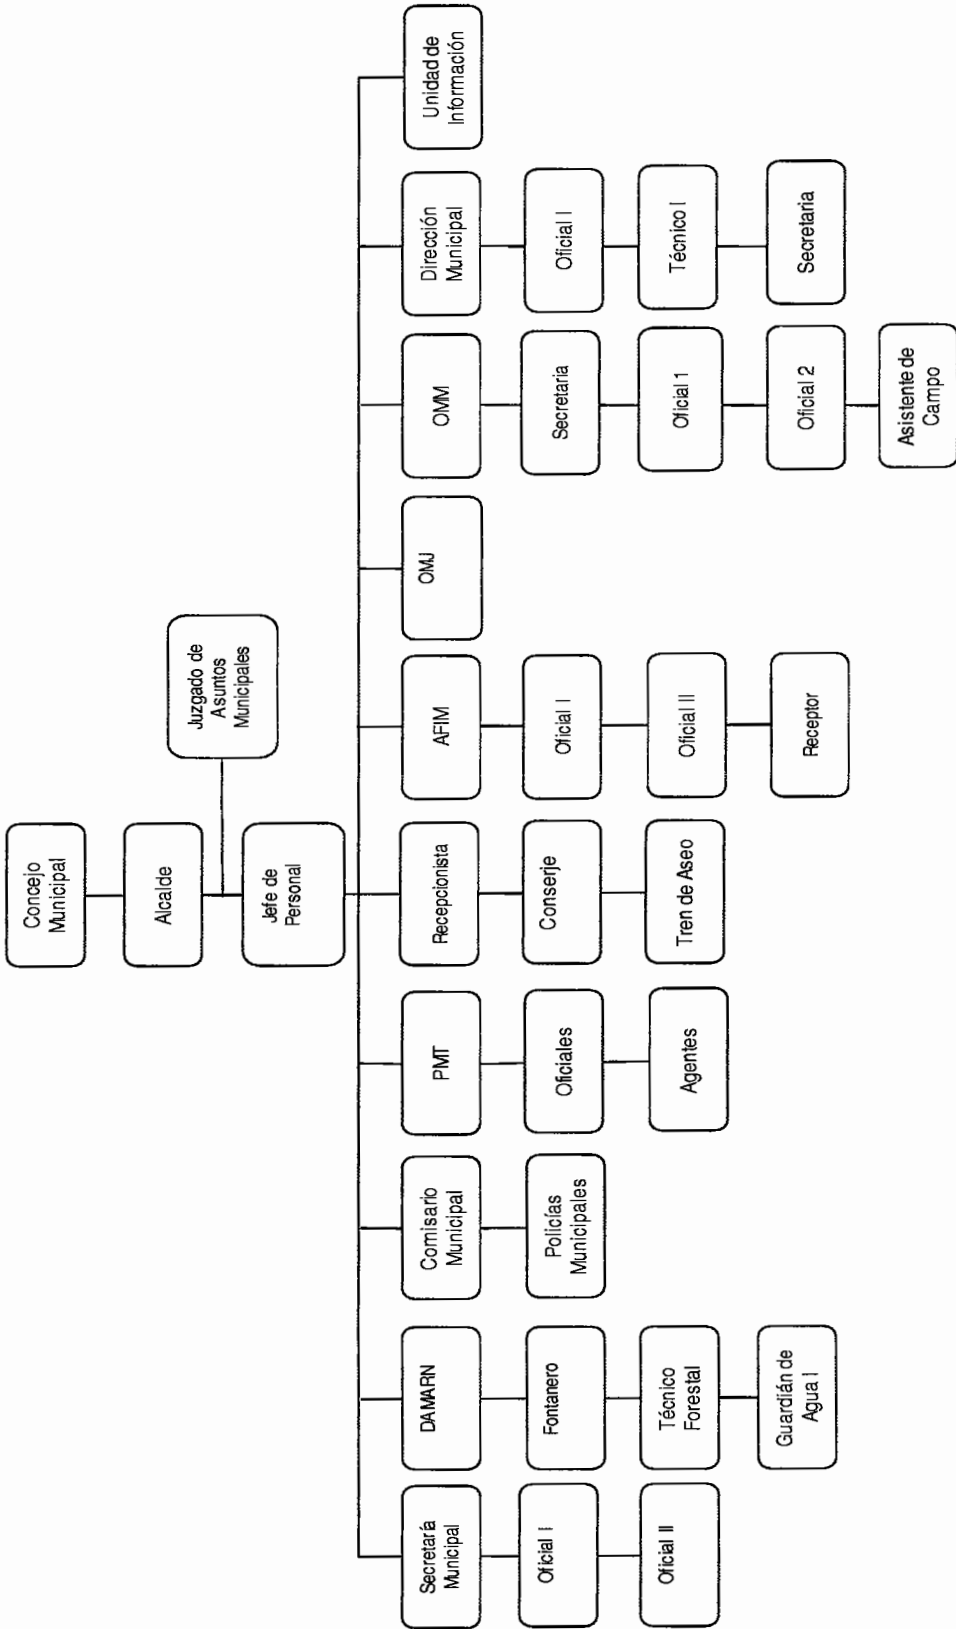 Concejo
Municipal
Alcalde
Juzgado de
Asuntos
Municipales
Jefe de
Personal
Secretaría
Municipal
DAMARN
Comisario
Municipal
PMT
Recepcionista
AFIM
OMJ
OMM
Dirección
Municipal
Unidad de
Información
Oficial I
Fontanero
Policías
Municipales
Oficiales
Conserje
Oficial I
Secretaria
Oficial I
Oficial II
Técnico
Forestal
Agentes
Tren de Aseo
Oficial II
Oficial 1
Técnico I
Guardián de
Agua I
Receptor
Oficial 2
Secretaria
Asistente de
Campo